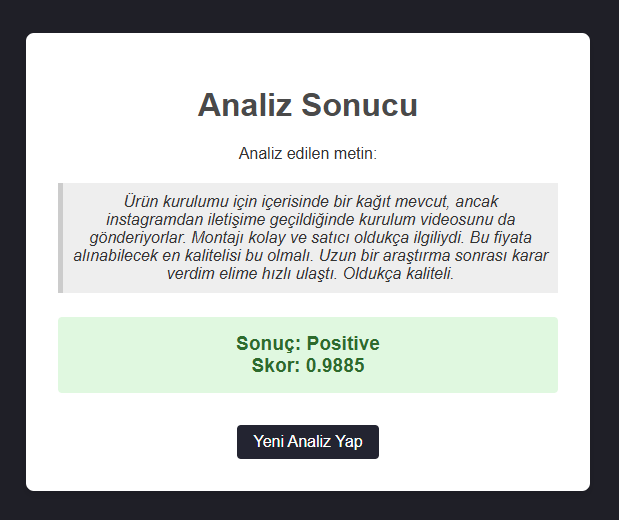 Analiz Sonucu
Analiz edilen metin:
Ürün kurulumu için içerisinde bir kağıt mevcut, ancak
instagramdan iletişime geçildiğinde kurulum videosunu da
gönderiyorlar. Montajı kolay ve satıcı oldukça ilgiliydi. Bu fiyata
alınabilecek en kalitelisi bu olmalı. Uzun bir araştırma sonrası karar
verdim elime hızlı ulaştı. Oldukça kaliteli.
Sonuç: Positive
Skor: 0.9885
Yeni Analiz Yap